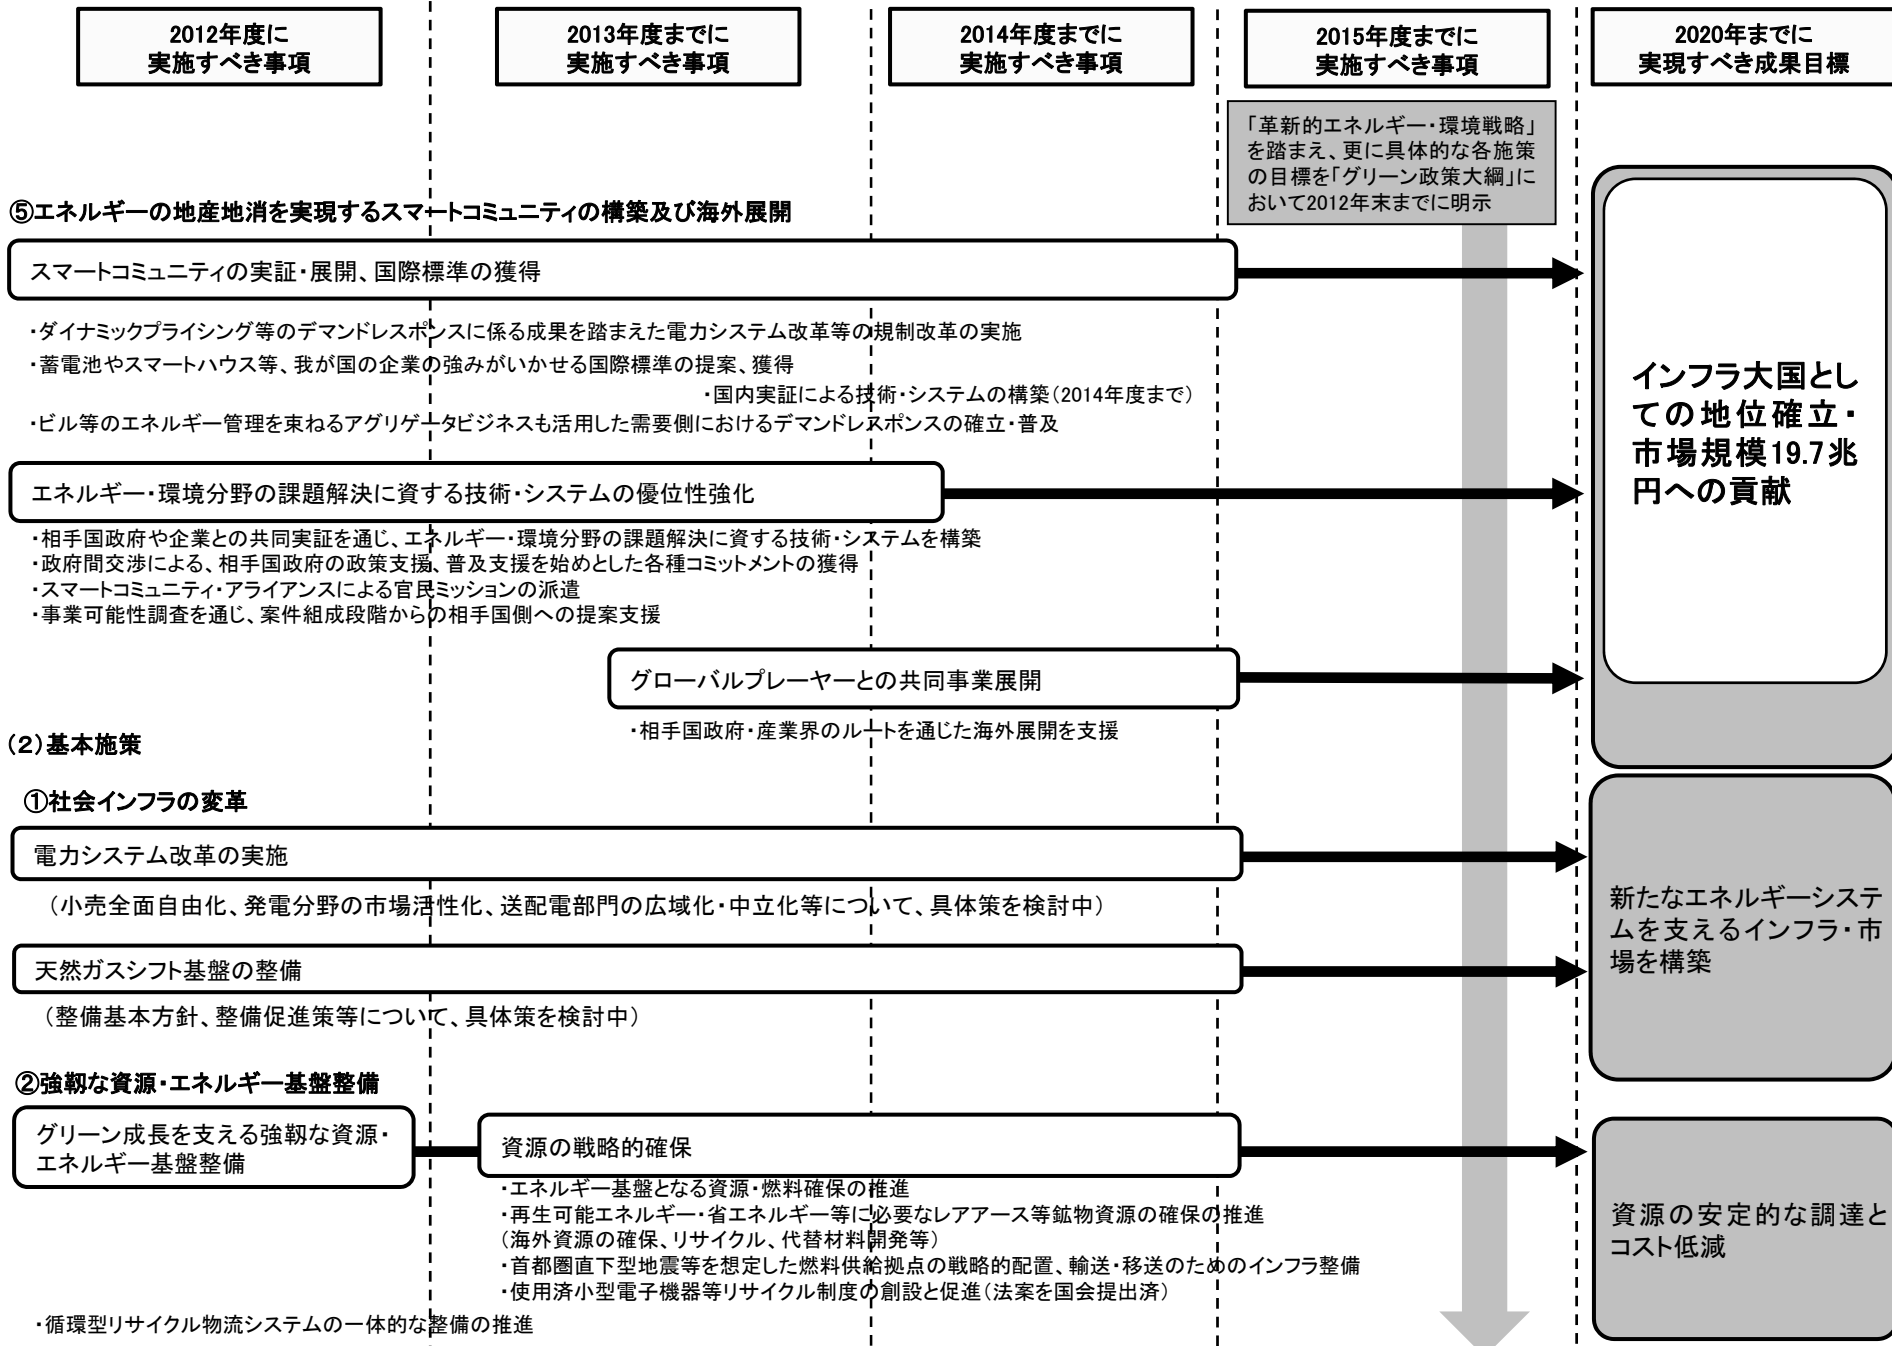 2012年度に
実施すべき事項
2013年度までに
実施すべき事項
2014年度までに
実施すべき事項
2015年度までに
実施すべき事項
2020年までに
実現すべき成果目標
「革新的エネルギー・環境戦略」
を踏まえ、更に具体的な各施策
の目標を「グリーン政策大綱」に
おいて2012年末までに明示
⑤エネルギーの地産地消を実現するスマートコミュニティの構築及び海外展開
スマートコミュニティの実証・展開、国際標準の獲得
・ダイナミックプライシング等のデマンドレスポンスに係る成果を踏まえた電力システム改革等の規制改革の実施
・蓄電池やスマートハウス等、我が国の企業の強みがいかせる国際標準の提案、獲得
・国内実証による技術・システムの構築（2014年度まで）
・ビル等のエネルギー管理を束ねるアグリゲータビジネスも活用した需要側におけるデマンドレスポンスの確立・普及
エネルギー・環境分野の課題解決に資する技術・システムの優位性強化
・相手国政府や企業との共同実証を通じ、エネルギー・環境分野の課題解決に資する技術・システムを構築
・政府間交渉による、相手国政府の政策支援、普及支援を始めとした各種コミットメントの獲得
・スマートコミュニティ・アライアンスによる官民ミッションの派遣
・事業可能性調査を通じ、案件組成段階からの相手国側への提案支援
グローバルプレーヤーとの共同事業展開
・相手国政府・産業界のルートを通じた海外展開を支援
インフラ大国とし
ての地位確立・
市場規模19.7兆
円への貢献
（２）基本施策
①社会インフラの変革
電力システム改革の実施
（小売全面自由化、発電分野の市場活性化、送配電部門の広域化・中立化等について、具体策を検討中）
天然ガスシフト基盤の整備
（整備基本方針、整備促進策等について、具体策を検討中）
新たなエネルギーシステ
ムを支えるインフラ・市
場を構築
②強靱な資源・エネルギー基盤整備
グリーン成長を支える強靱な資源・
エネルギー基盤整備
資源の戦略的確保
・エネルギー基盤となる資源・燃料確保の推進
・再生可能エネルギー・省エネルギー等に必要なレアアース等鉱物資源の確保の推進
（海外資源の確保、リサイクル、代替材料開発等）
・首都圏直下型地震等を想定した燃料供給拠点の戦略的配置、輸送・移送のためのインフラ整備
・使用済小型電子機器等リサイクル制度の創設と促進（法案を国会提出済）
・循環型リサイクル物流システムの一体的な整備の推進
資源の安定的な調達と
コスト低減